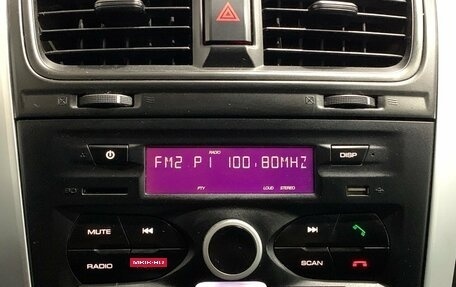 RADIO
DISP
FM2 P1 100.80MHZ
PTY LOUD STEREO
MUTE
RADIO
SCAN